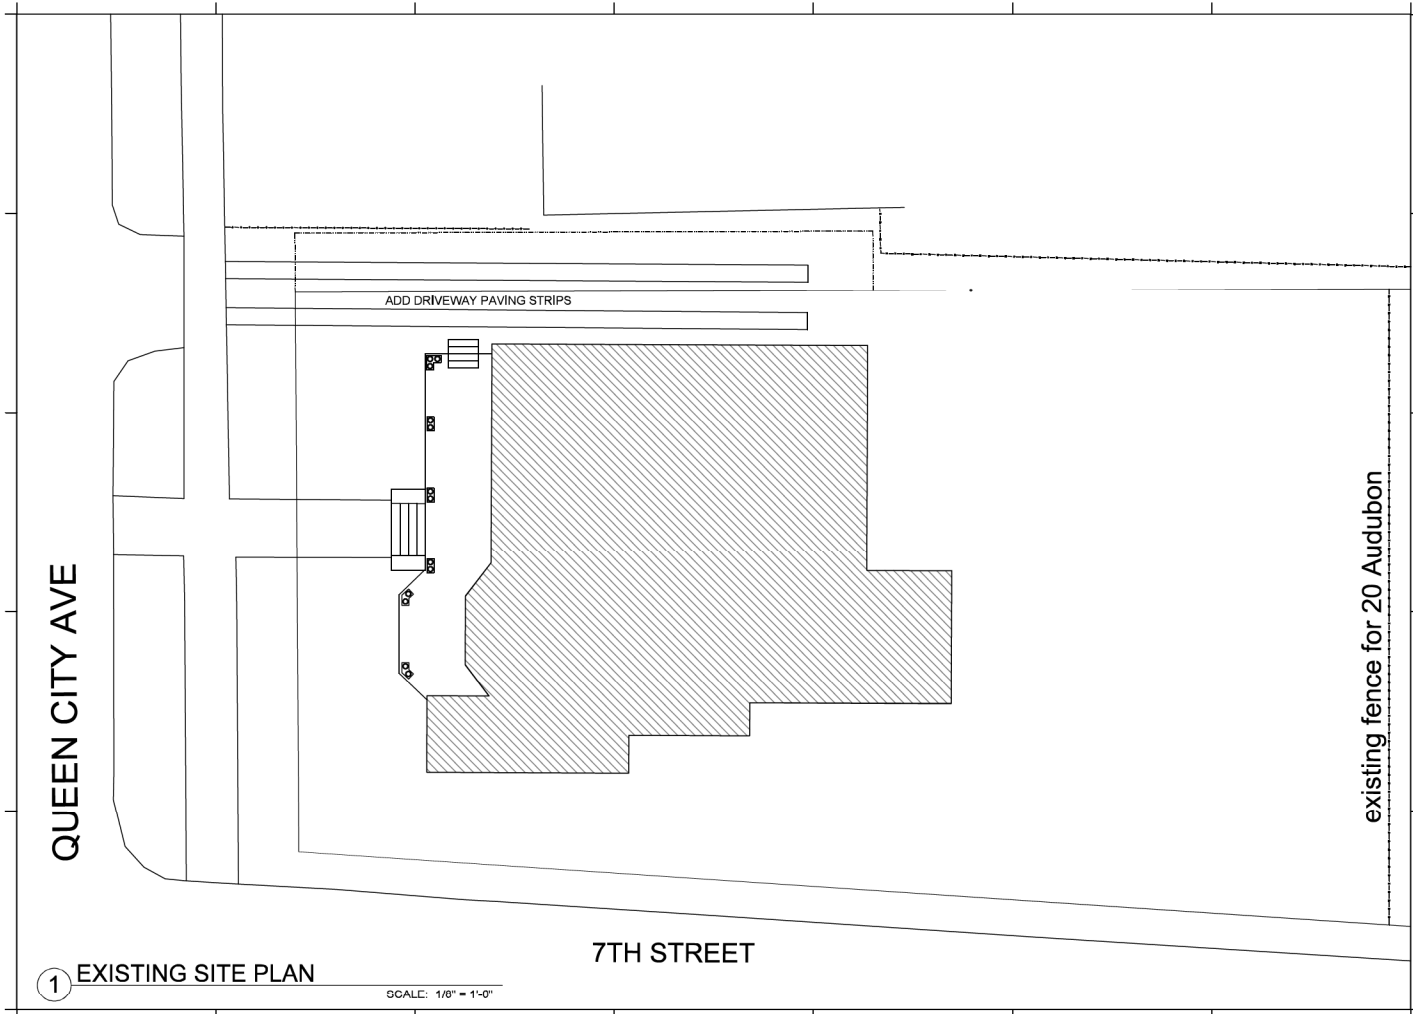 ADD DRIVEWAY PAVING STRIPS
QUEEN CITY AVE
existing fence for 20 Audubon
7TH STREET
1 EXISTING SITE PLAN
SCALE: 1/8" = 1'-0"